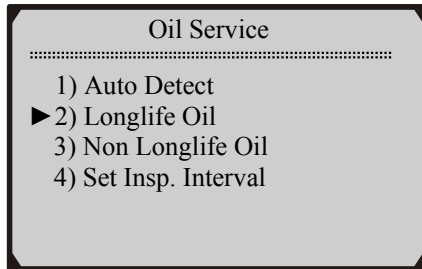 Oil Service
1) Auto Detect
►2) Longlife Oil
3) Non Longlife Oil
4) Set Insp. Interval